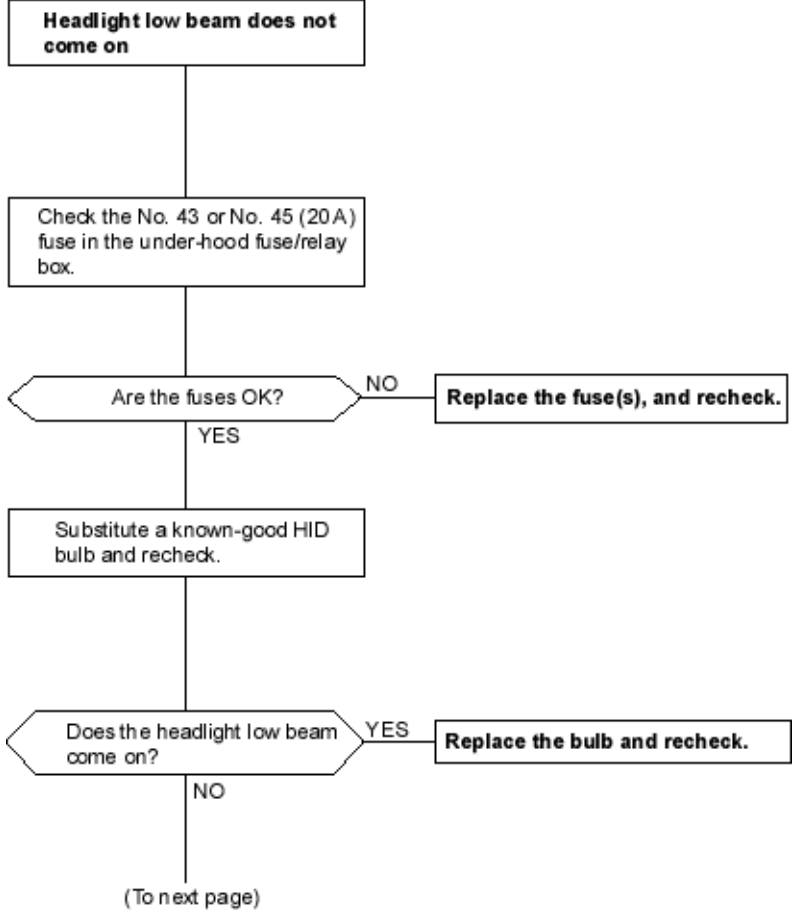 Headlight low beam does not
come on
Check the No. 43 or No. 45 (20 A)
fuse in the under-hood fuse/relay
box.
Are the fuses OK?
NO
Replace the fuse(s), and recheck.
YES
Substitute a known-good HID
bulb and recheck.
Does the headlight low beam
come on?
YES
Replace the bulb and recheck.
NO
(To next page)